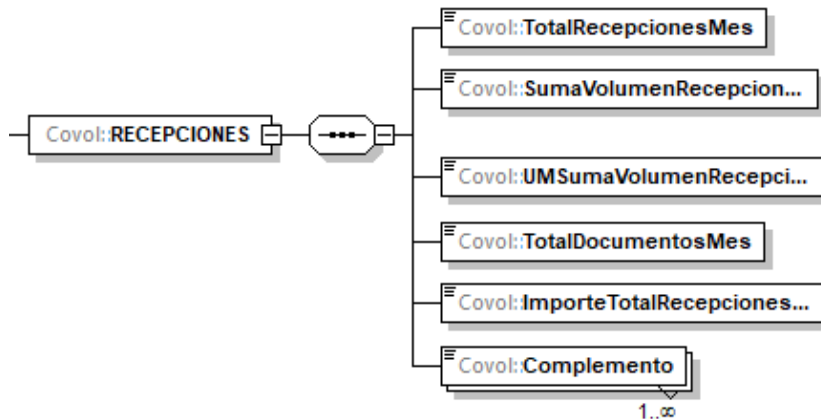 Covol::TotalRecepcionesMes
Covol::SumaVolumenRecepcion...
Covol::RECEPCIONES
Covol::UMSumaVolumenRecepci...
Covol::TotalDocumentosMes
Covol::ImporteTotalRecepciones...
Covol::Complemento
1..∞